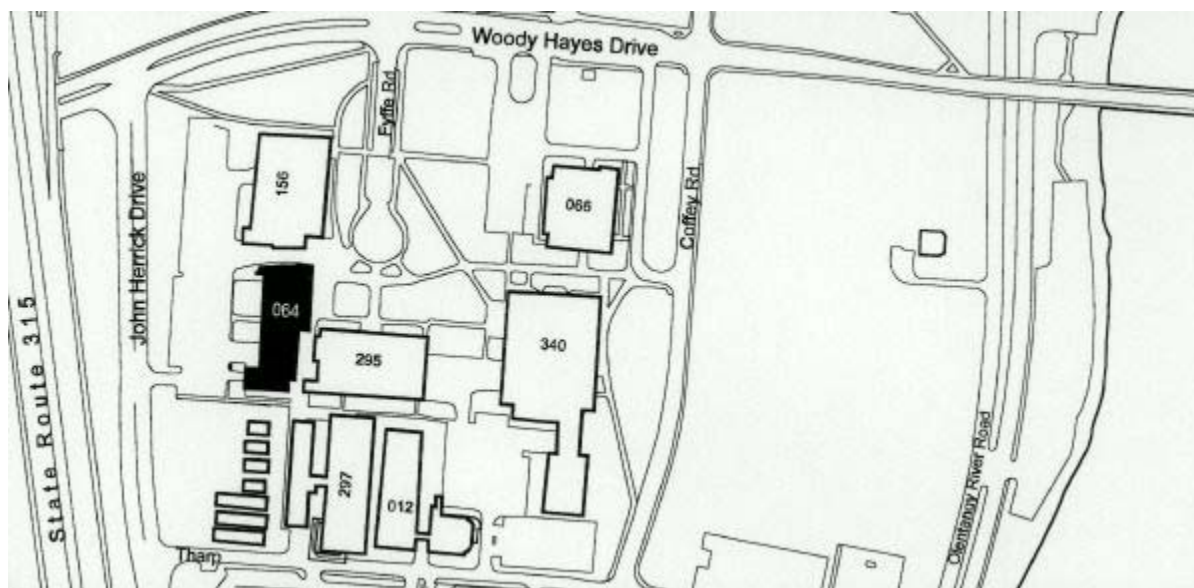 Woody Hayes Drive
Fyffe Rd
156
066
Coffey Rd
John Herrick Drive
064
State Route 315
295
340
297
012
Olentangy River Road
Tharp